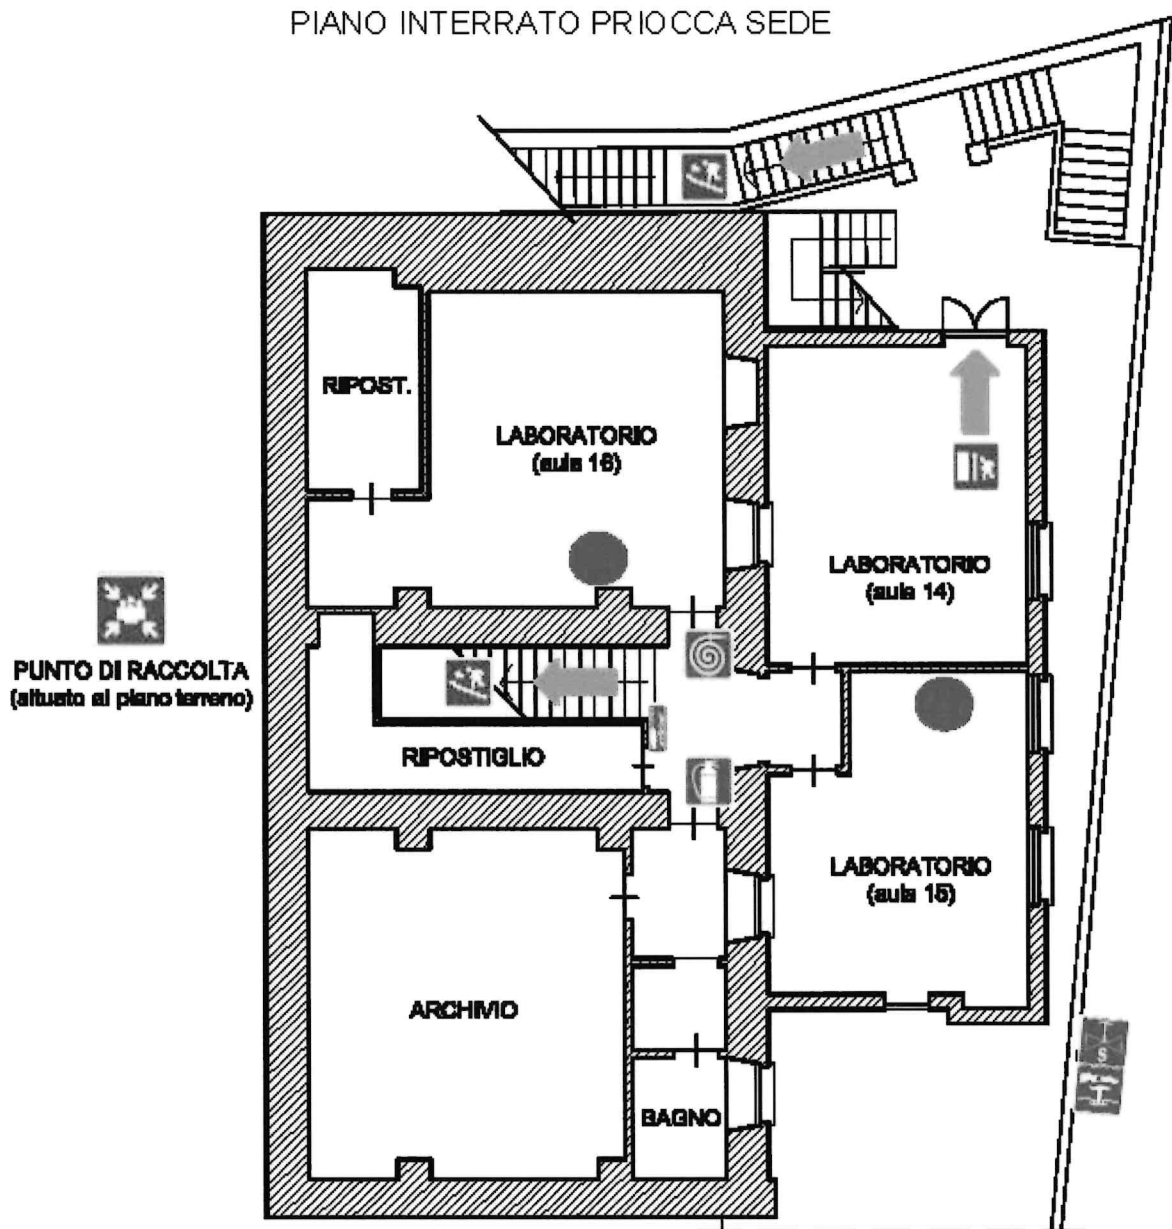 PIANO INTERRATO PRIOCCA SEDE
RIPOST.
LABORATORIO
(aula 16)
LABORATORIO
(aula 14)
PUNTO DI RACCOLTA
(situato al piano terreno)
RIPOSTIGLIO
LABORATORIO
(aula 15)
ARCHIVIO
BAGNO
S